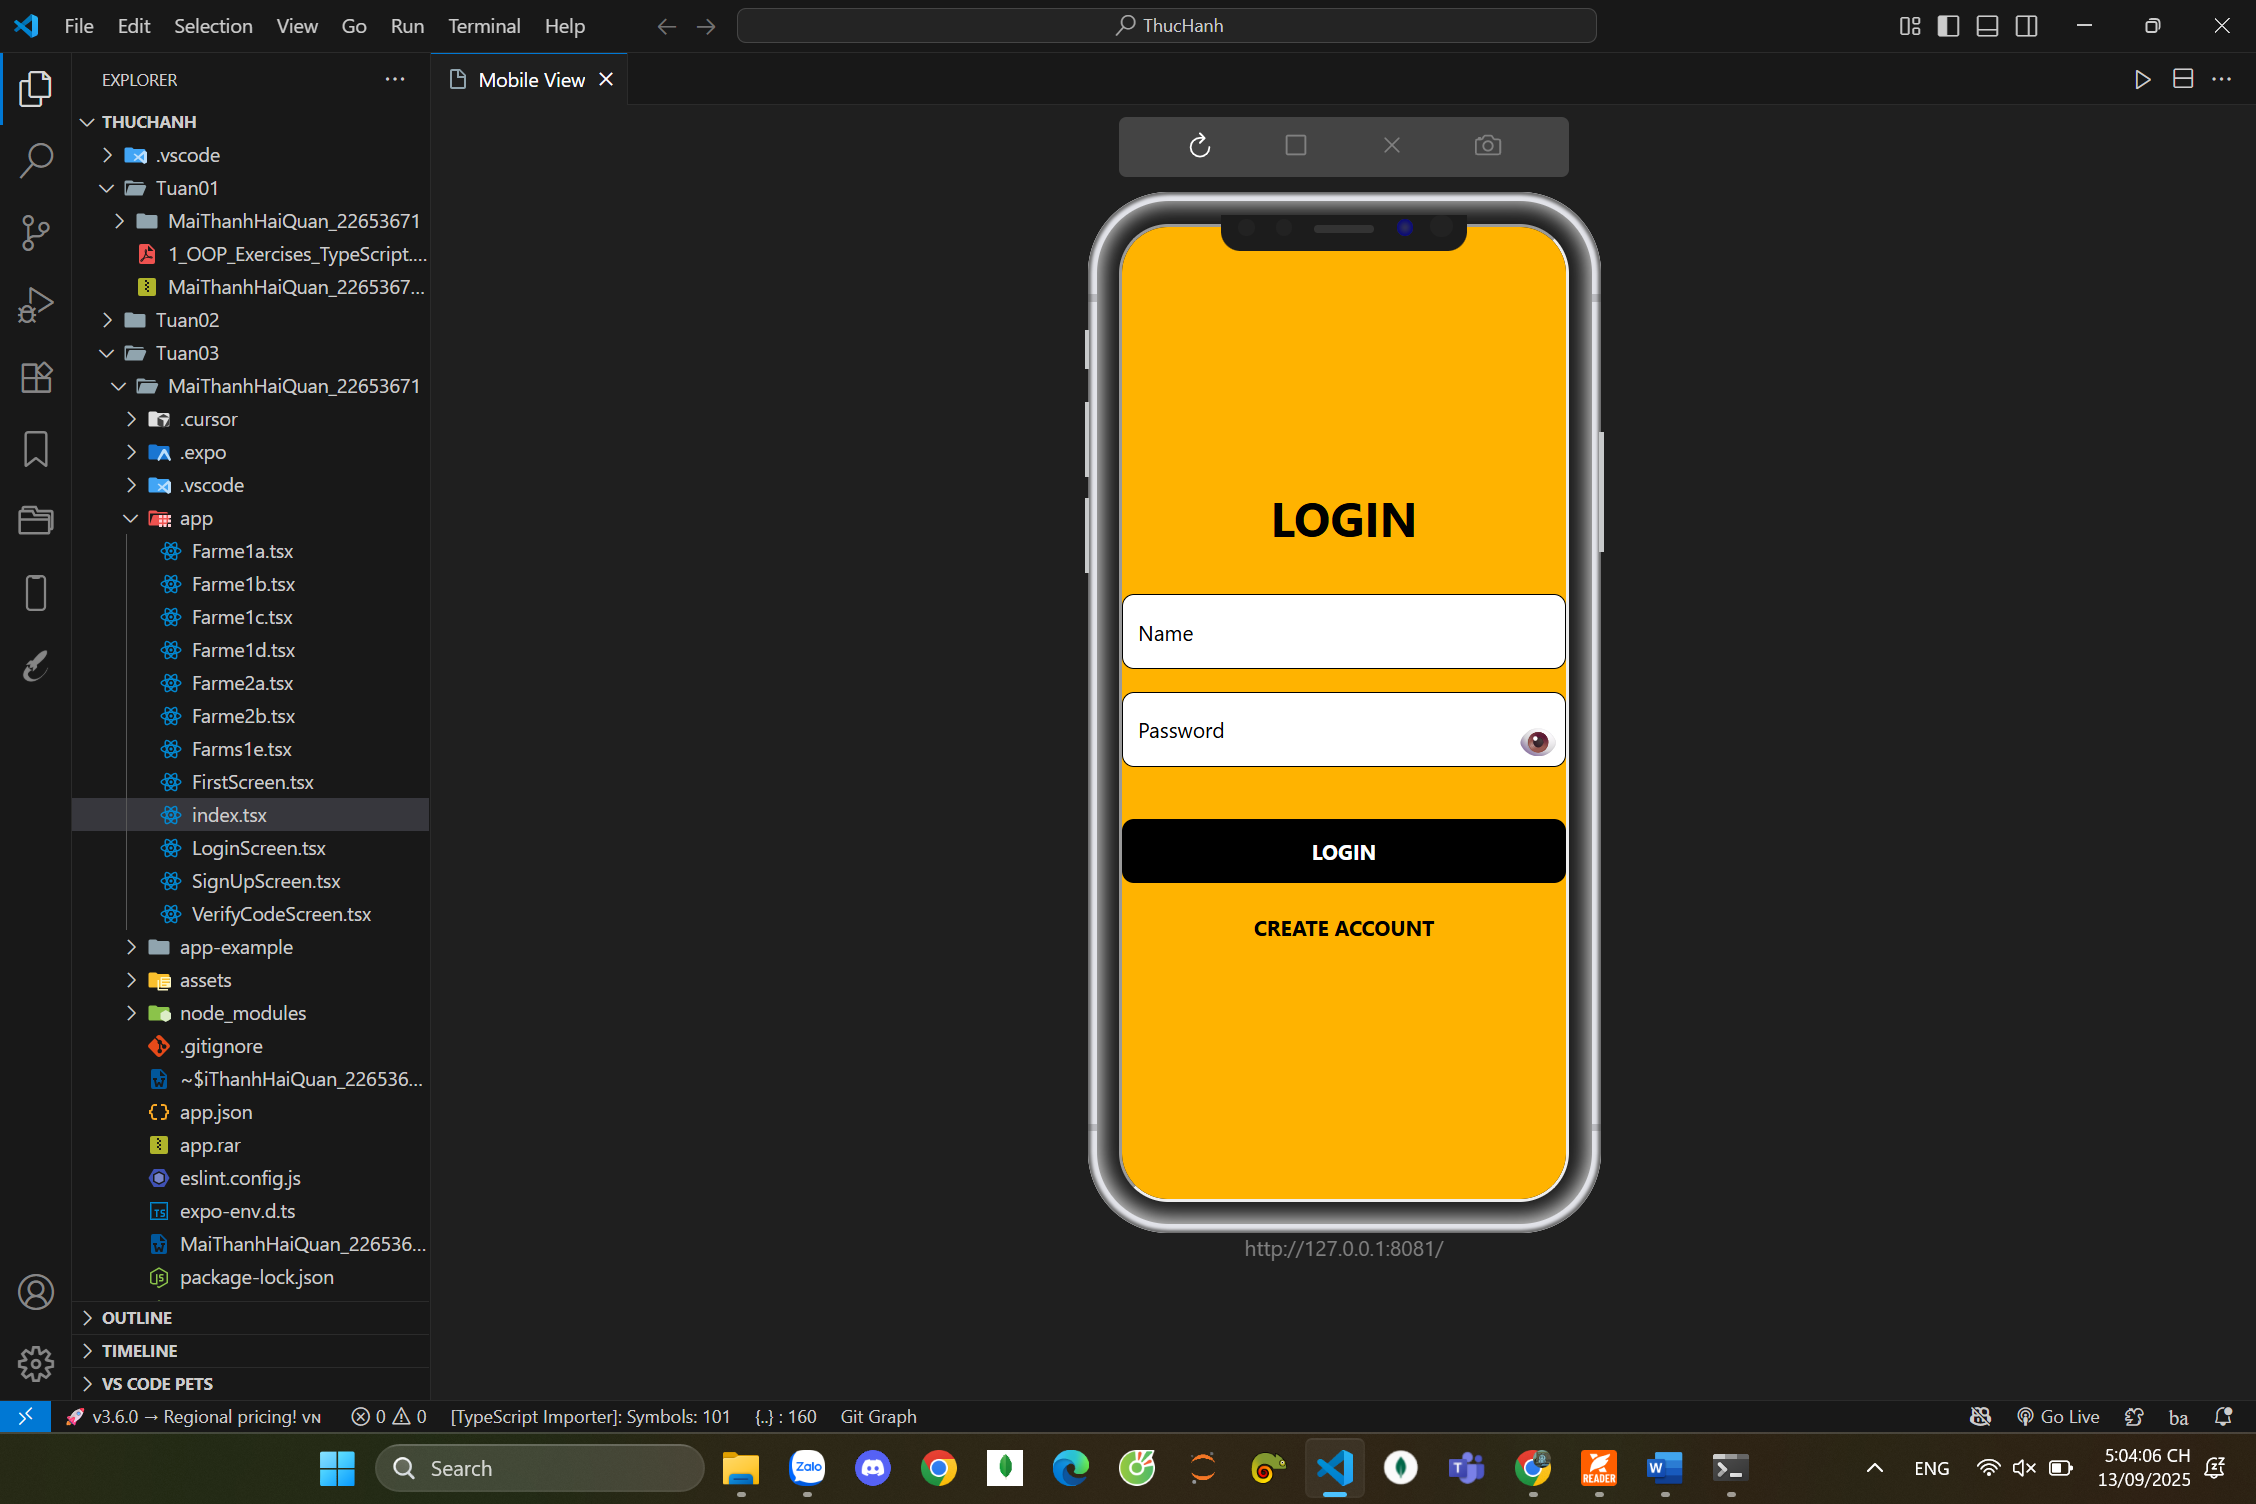 File Edit Selection View Go Run Terminal Help
ThucHanh
EXPLORER
Mobile View
THUCHANH
.vscode
Tuan01
MaiThanhHaiQuan_22653671
1_OOP_Exercises_TypeScript....
MaiThanhHaiQuan_2265367...
Tuan02
Tuan03
MaiThanhHaiQuan_22653671
.cursor
.expo
.vscode
app
Farme1a.tsx
Farme1b.tsx
Farme1c.tsx
Farme1d.tsx
Farme2a.tsx
Farme2b.tsx
Farms1e.tsx
FirstScreen.tsx
index.tsx
LoginScreen.tsx
SignUpScreen.tsx
VerifyCodeScreen.tsx
app-example
assets
node_modules
.gitignore
~$iThanhHaiQuan_226536...
app.json
app.rar
eslint.config.js
expo-env.d.ts
MaiThanhHaiQuan_226536...
package-lock.json
OUTLINE
TIMELINE
VS CODE PETS
LOGIN
Name
Password
LOGIN
CREATE ACCOUNT
http://127.0.0.1:8081/
v3.6.0 → Regional pricing! VN 0 0 [TypeScript Importer]: Symbols: 101 {..} : 160 Git Graph
Go Live ba
Search
Zalo
READER
ENG
5:04:06 CH
13/09/2025